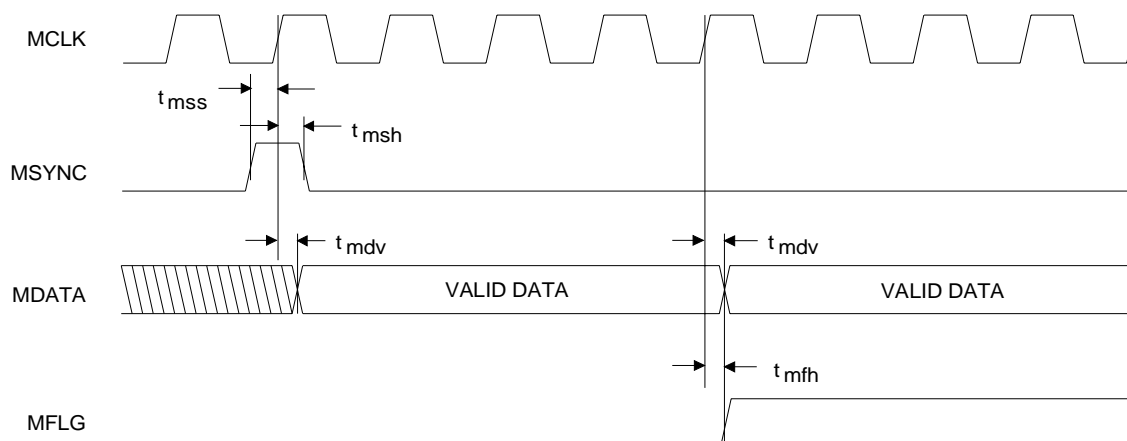 MCLK
t mss
t msh
MSYNC
t mdv
t mdv
MDATA
VALID DATA
VALID DATA
t mfh
MFLG